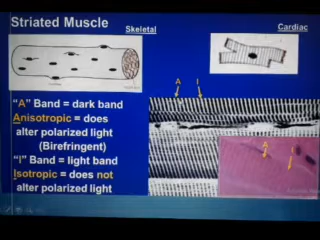 Striated Muscle
Skeletal
Cardiac
A I
"A" Band = dark band
Anisotropic = does
alter polarized light
(Birefringent)
"I" Band = light band
Isotropic = does not
alter polarized light
A I